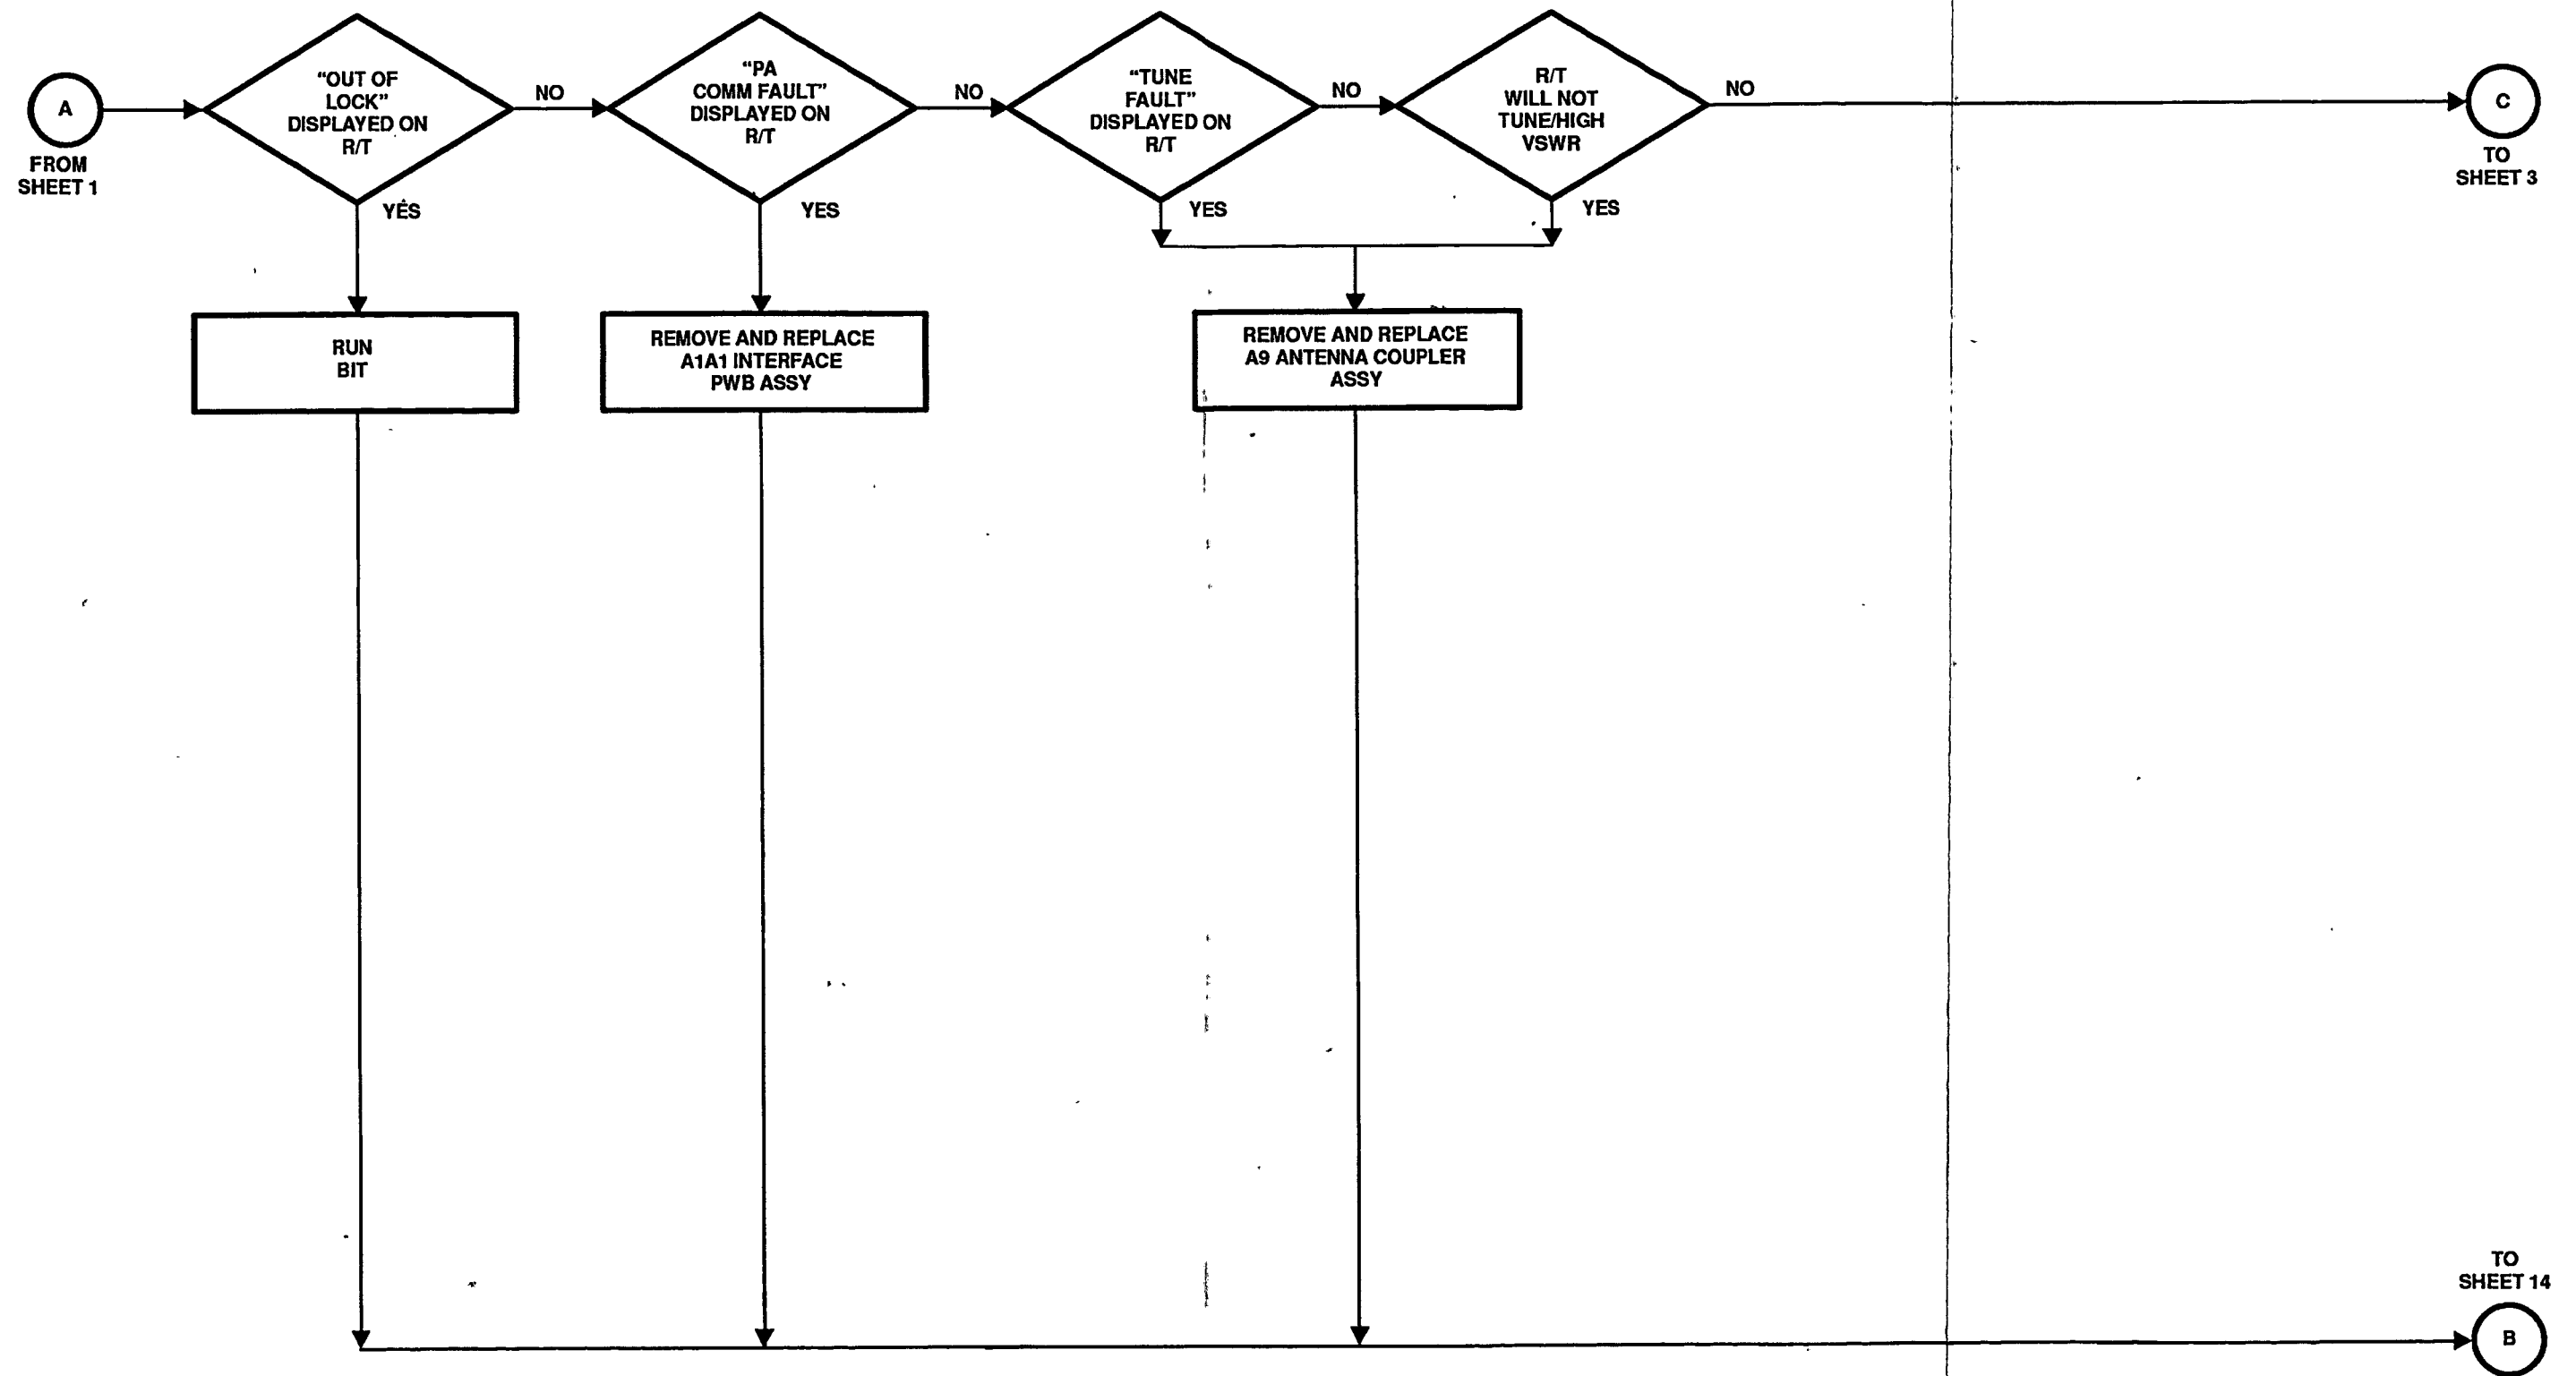 A
FROM
SHEET 1
“OUT OF
LOCK”
DISPLAYED ON
R/T
NO
YES
“PA
COMM FAULT”
DISPLAYED ON
R/T
NO
YES
“TUNE
FAULT”
DISPLAYED ON
R/T
NO
YES
R/T
WILL NOT
TUNE/HIGH
VSWR
NO
YES
C
TO
SHEET 3
RUN
BIT
REMOVE AND REPLACE
A1A1 INTERFACE
PWB ASSY
REMOVE AND REPLACE
A9 ANTENNA COUPLER
ASSY
TO
SHEET 14
B